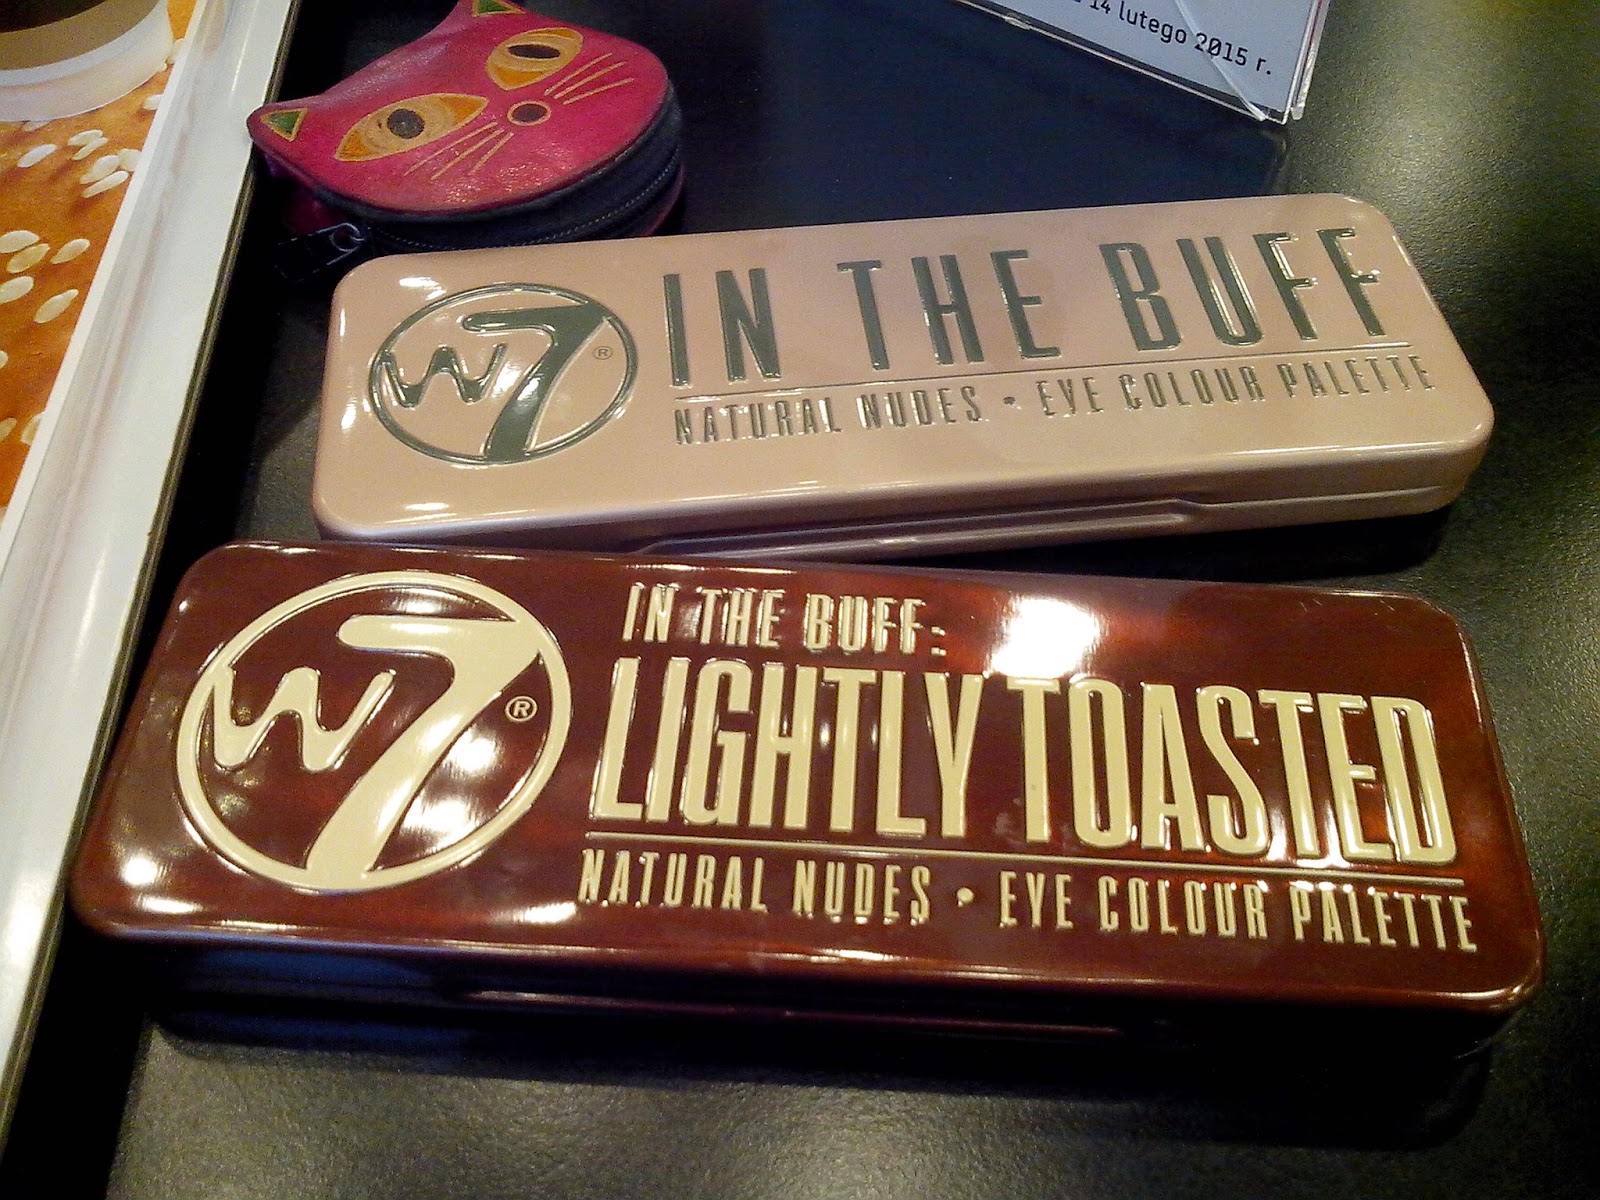 14 lutego 2015 r.
W7®
IN THE BUFF
NATURAL NUDES • EYE COLOUR PALETTE
W7®
IN THE BUFF:
LIGHTLY TOASTED
NATURAL NUDES • EYE COLOUR PALETTE